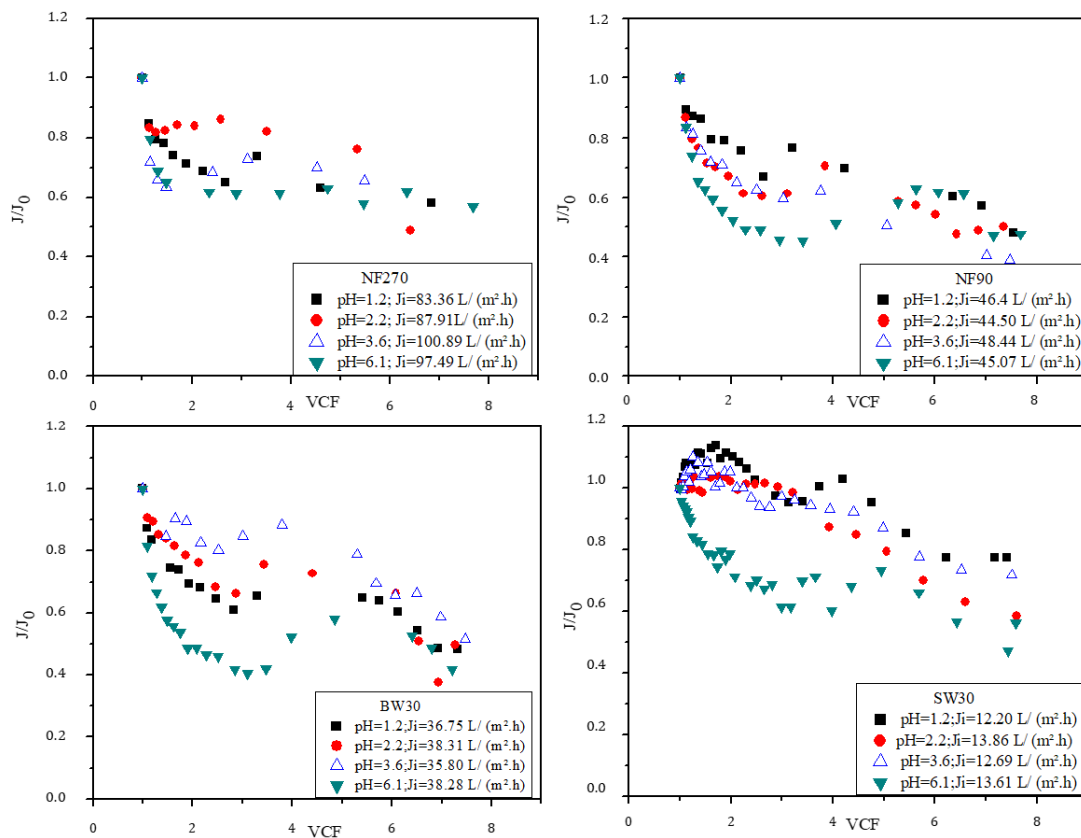 1.2
1.0
0.8
0.6
0.4
0.2
0.0
J/J0
0
2
4
6
8
VCF
NF270
pH=1.2; Ji=83.36 L/ (m².h)
pH=2.2; Ji=87.91L/ (m².h)
pH=3.6; Ji=100.89 L/ (m².h)
pH=6.1; Ji=97.49 L/ (m².h)
1.2
1.0
0.8
0.6
0.4
0.2
0.0
J/J0
0
2
4
6
8
VCF
NF90
pH=1.2;Ji=46.4 L/ (m².h)
pH=2.2;Ji=44.50 L/ (m².h)
pH=3.6;Ji=48.44 L/ (m².h)
pH=6.1;Ji=45.07 L/ (m².h)
1.2
1.0
0.8
0.6
0.4
0.2
0.0
J/J0
0
2
4
6
8
VCF
BW30
pH=1.2;Ji=36.75 L/ (m².h)
pH=2.2;Ji=38.31 L/ (m².h)
pH=3.6;Ji=35.80 L/ (m².h)
pH=6.1;Ji=38.28 L/ (m².h)
1.2
1.0
0.8
0.6
0.4
0.2
0.0
J/J0
0
2
4
6
8
VCF
SW30
pH=1.2;Ji=12.20 L/ (m².h)
pH=2.2;Ji=13.86 L/ (m².h)
pH=3.6;Ji=12.69 L/ (m².h)
pH=6.1;Ji=13.61 L/ (m².h)